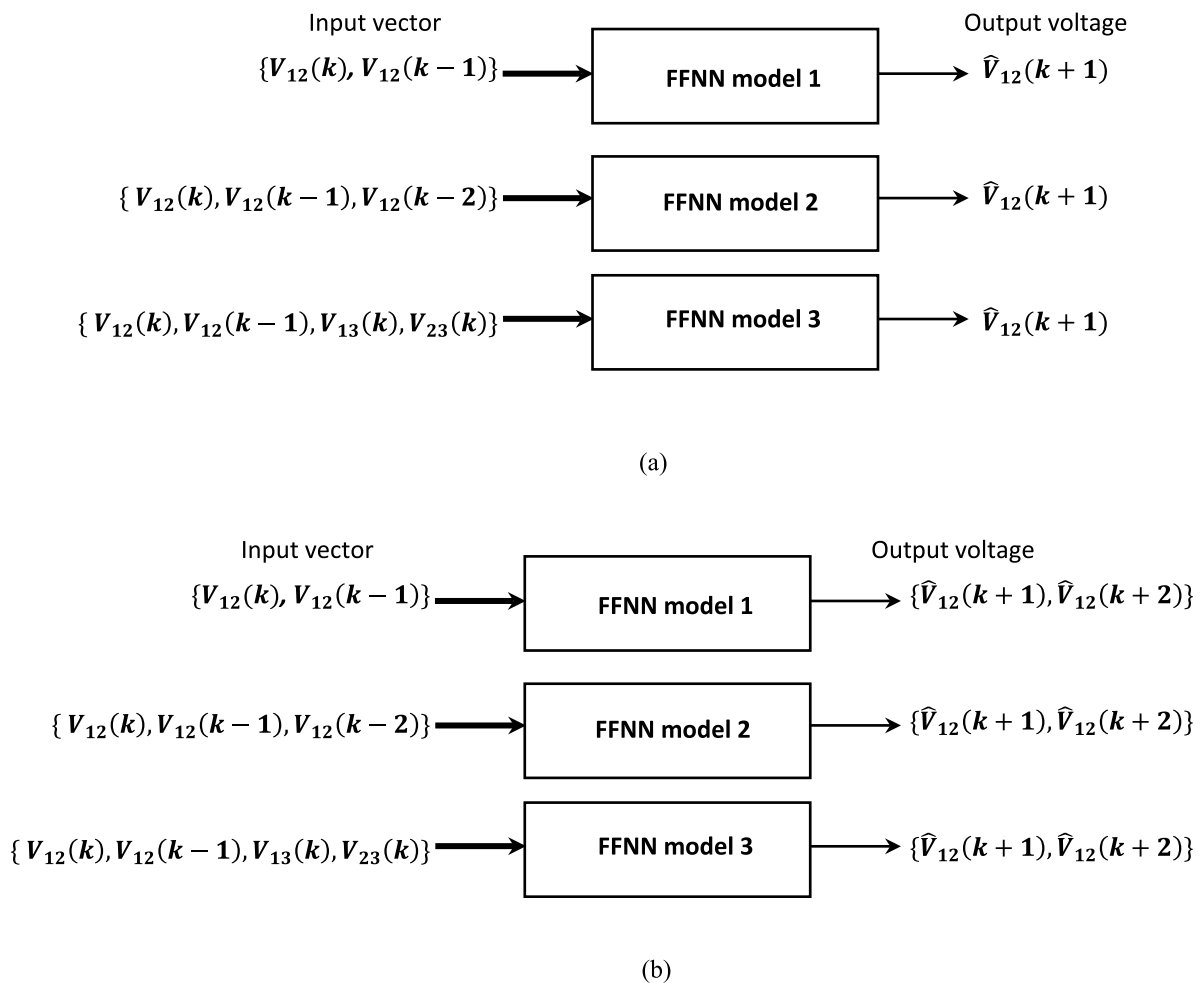 Input vector Output voltage
{V₁₂(k), V₁₂(k − 1)} FFNN model 1 V̂₁₂(k + 1)
{ V₁₂(k), V₁₂(k − 1), V₁₂(k − 2)} FFNN model 2 V̂₁₂(k + 1)
{ V₁₂(k), V₁₂(k − 1), V₁₃(k), V₂₃(k)} FFNN model 3 V̂₁₂(k + 1)
(a)
Input vector Output voltage
{V₁₂(k), V₁₂(k − 1)} FFNN model 1 {V̂₁₂(k + 1), V̂₁₂(k + 2)}
{ V₁₂(k), V₁₂(k − 1), V₁₂(k − 2)} FFNN model 2 {V̂₁₂(k + 1), V̂₁₂(k + 2)}
{ V₁₂(k), V₁₂(k − 1), V₁₃(k), V₂₃(k)} FFNN model 3 {V̂₁₂(k + 1), V̂₁₂(k + 2)}
(b)